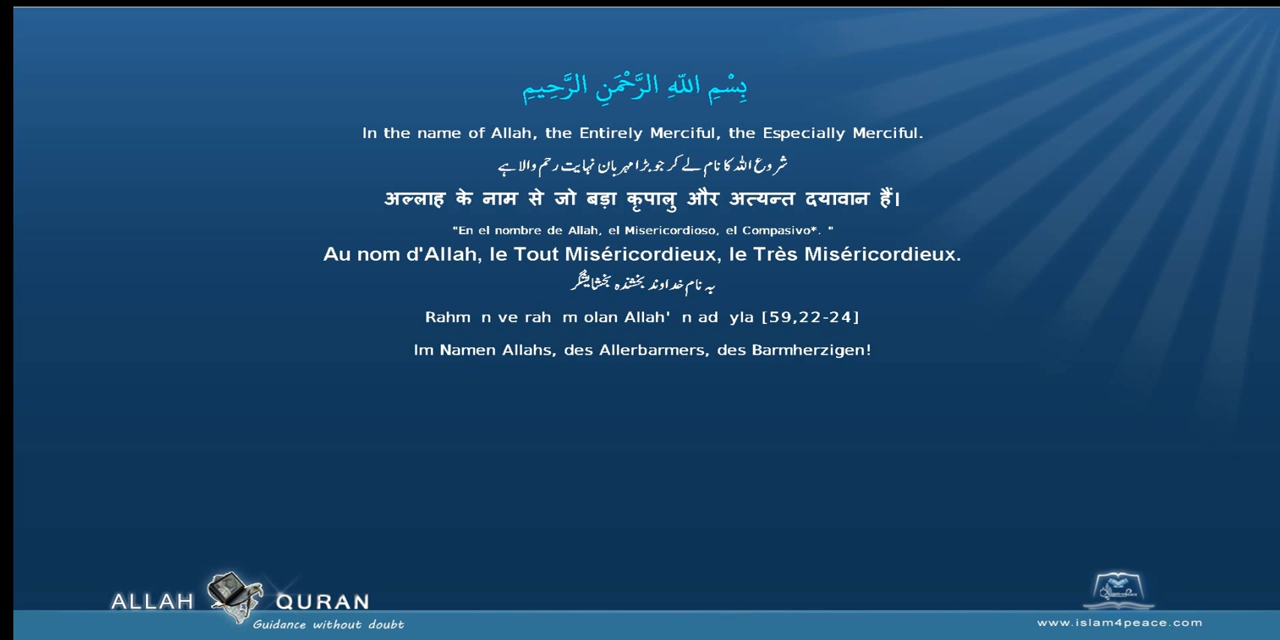 بِسْمِ اللّهِ الرَّحْمَنِ الرَّحِيمِ
In the name of Allah, the Entirely Merciful, the Especially Merciful.
شروع الله کا نام لے کر جو بڑا مہربان نہایت رحم والا ہے
अल्लाह के नाम से जो बड़ा कृपालु और अत्यन्त दयावान हैं।
"En el nombre de Allah, el Misericordioso, el Compasivo*. "
Au nom d'Allah, le Tout Miséricordieux, le Très Miséricordieux.
به نام خداوند بخشنده بخشایشگر
Rahm n ve rah m olan Allah' n ad yla [59,22-24]
Im Namen Allahs, des Allerbarmers, des Barmherzigen!
ALLAH QURAN
Guidance without doubt
www.islam4peace.com